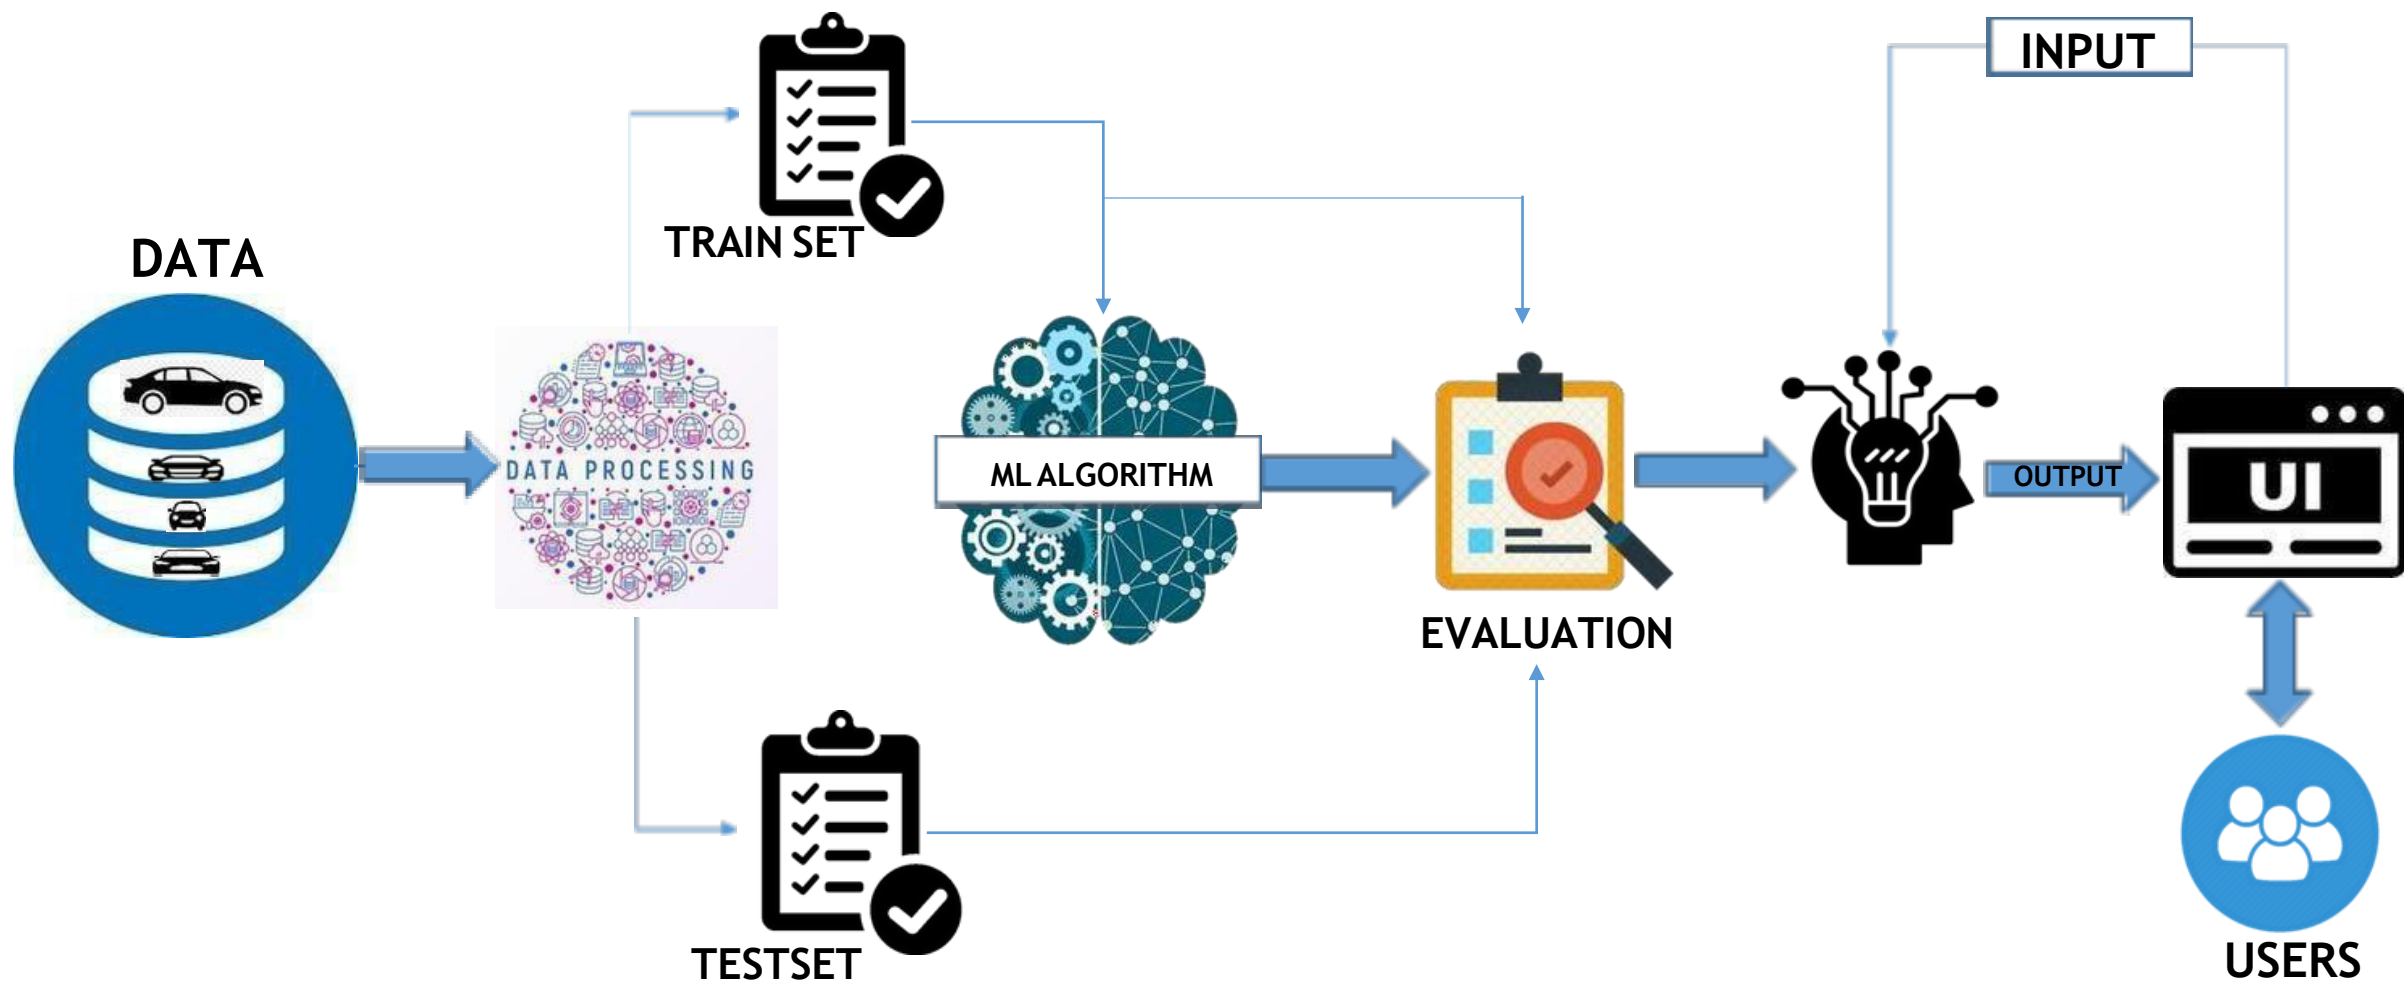 INPUT
TRAIN SET
DATA
DATA PROCESSING
ML ALGORITHM
OUTPUT
UI
EVALUATION
TESTSET
USERS